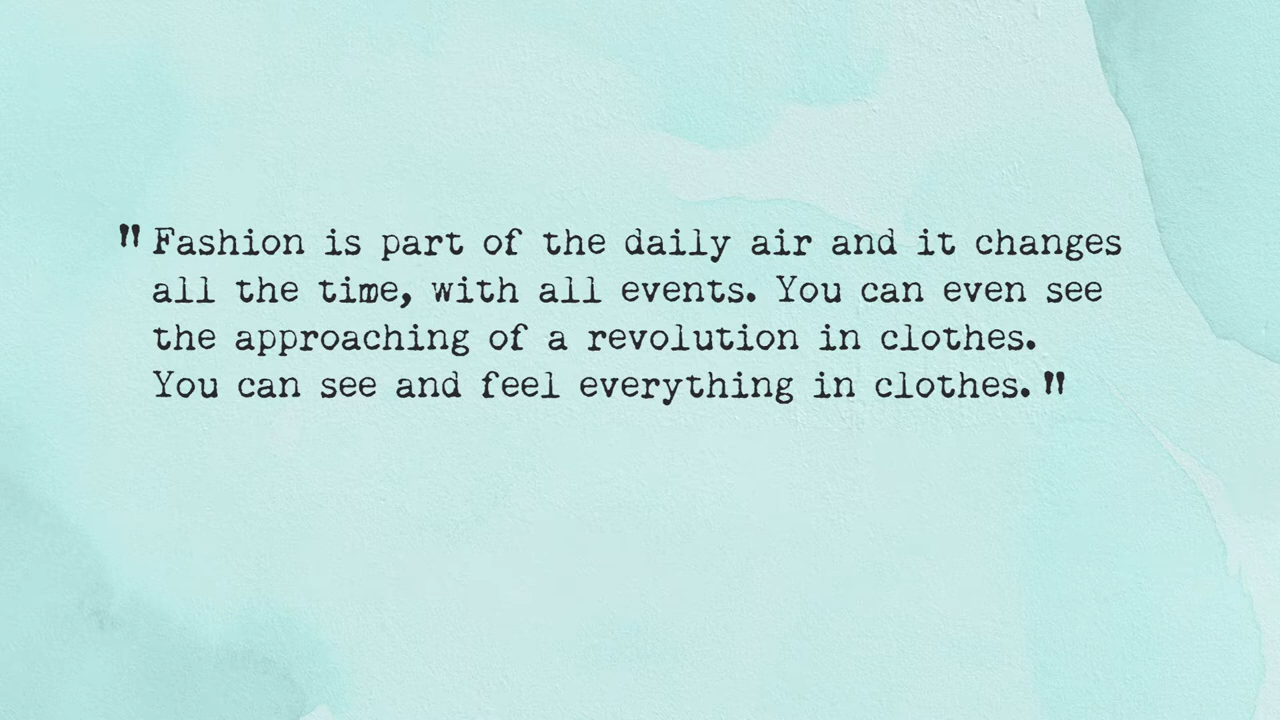 "Fashion is part of the daily air and it changes
all the time, with all events. You can even see
the approaching of a revolution in clothes.
You can see and feel everything in clothes."